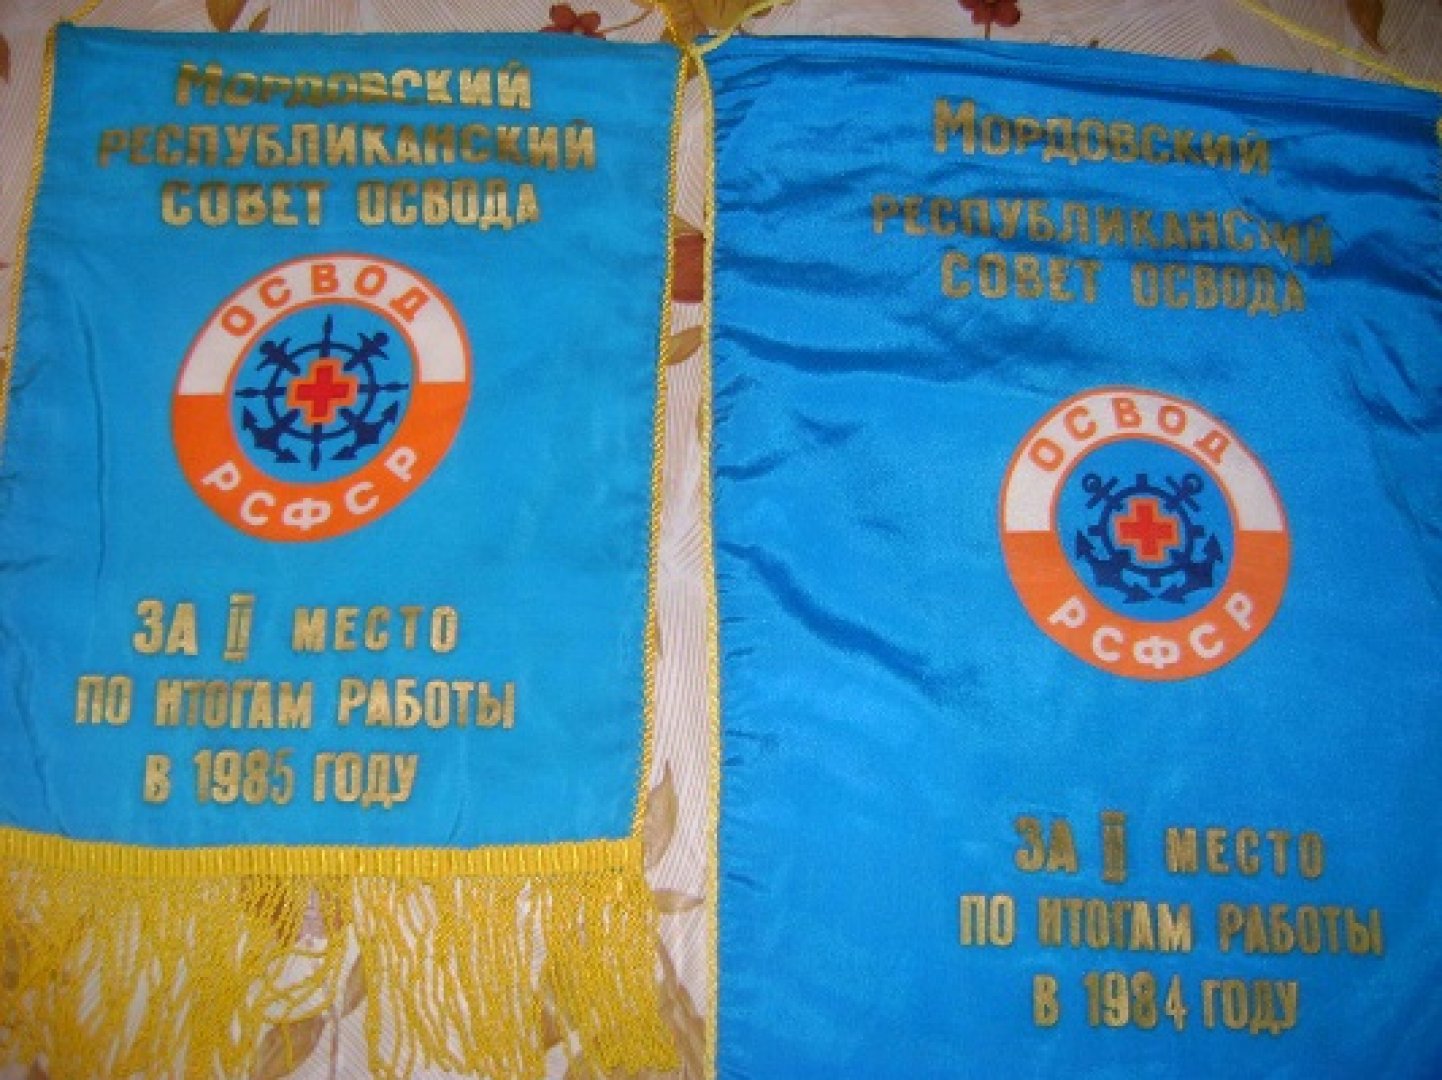 Мордовский
РЕСПУБЛИКАНСКИЙ
СОВЕТ ОСВОДА
ОСВОД
РСФСР
ЗА II МЕСТО
ПО ИТОГАМ РАБОТЫ
В 1985 ГОДУ
Мордовский
РЕСПУБЛИКАНСКИЙ
СОВЕТ ОСВОДА
ОСВОД
РСФСР
ЗА II МЕСТО
ПО ИТОГАМ РАБОТЫ
В 1984 ГОДУ